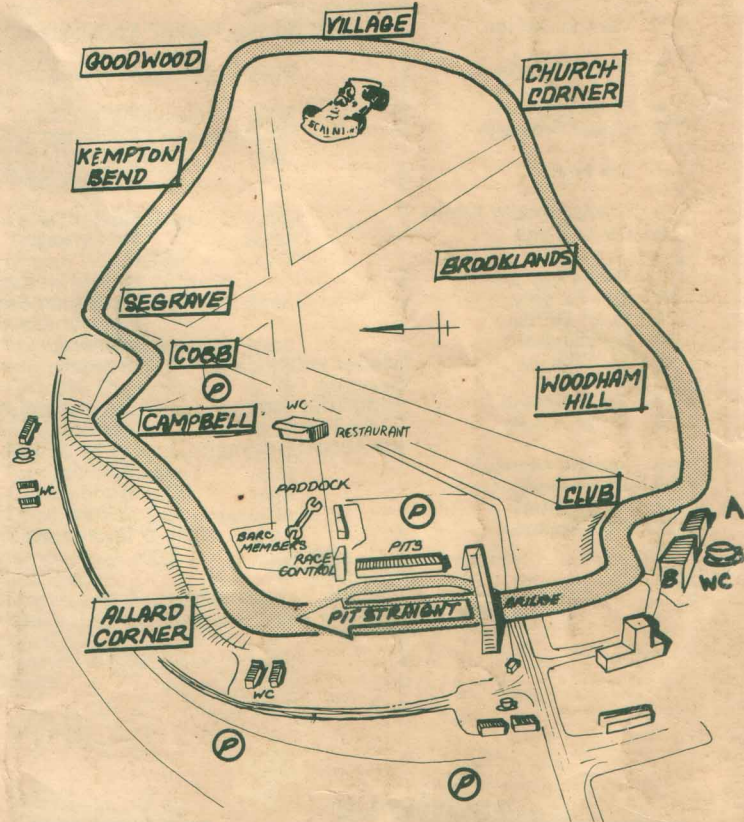 VILLAGE
GOODWOOD
CHURCH
CORNER
KEMPTON
BEND
BROOKLANDS
SEGRAVE
COBB
P
WOODHAM
HILL
CAMPBELL
WC
RESTAURANT
WC
PADDOCK
P
CLUB
A
BARC
MEMBERS
RACE
CONTROL
PITS
B
WC
BRIDGE
PIT STRAIGHT
ALLARD
CORNER
WC
P
P